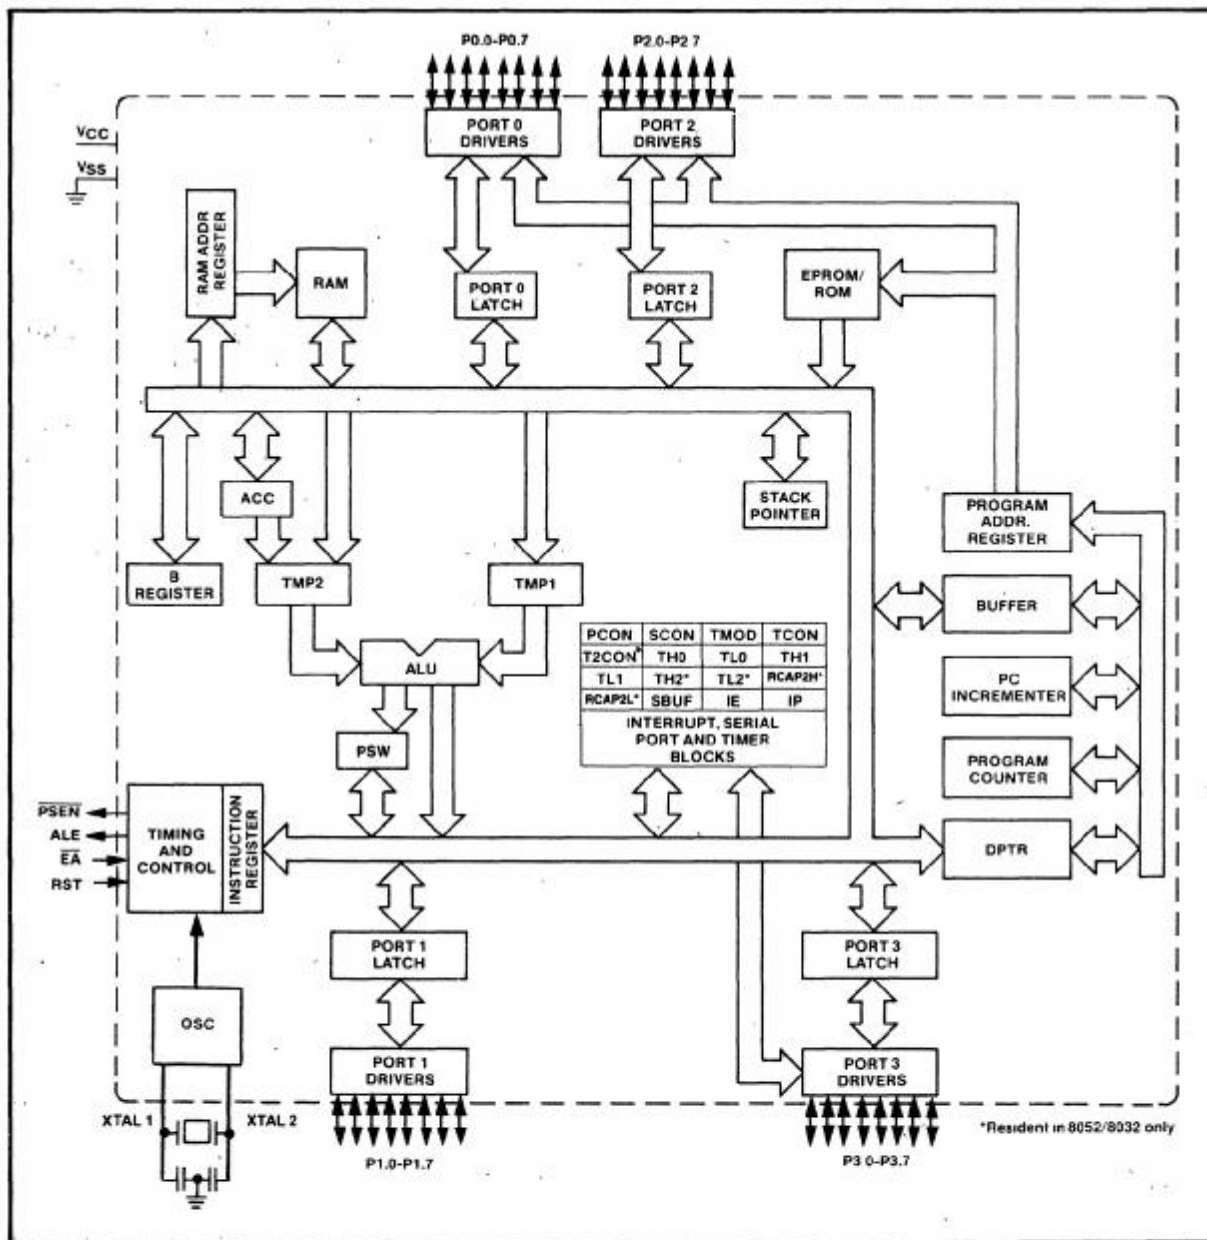 P0.0-P0.7
P2.0-P2 7
VCC
VSS
PORT 0
DRIVERS
PORT 2
DRIVERS
RAM ADDR
REGISTER
RAM
PORT 0
LATCH
PORT 2
LATCH
EPROM/
ROM
ACC
STACK
POINTER
PROGRAM
ADDR.
REGISTER
B
REGISTER
TMP2
TMP1
BUFFER
ALU
PCON SCON TMOD TCON
T2CON* TH0 TL0 TH1
TL1 TH2* TL2* RCAP2H*
RCAP2L* SBUF IE IP
INTERRUPT, SERIAL
PORT AND TIMER
BLOCKS
PC
INCREMENTER
PSW
PROGRAM
COUNTER
PSEN
ALE
EA
RST
TIMING
AND
CONTROL
INSTRUCTION
REGISTER
DPTR
PORT 1
LATCH
PORT 3
LATCH
OSC
PORT 1
DRIVERS
PORT 3
DRIVERS
XTAL 1
XTAL 2
*Resident in 8052/8032 only
P1.0-P1.7
P3 0-P3.7